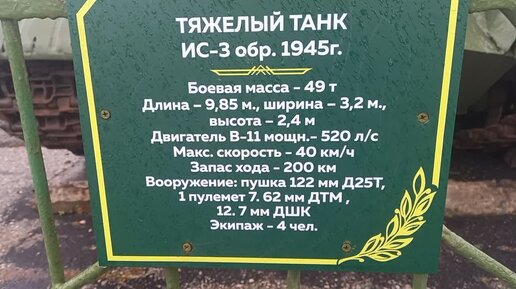 ТЯЖЕЛЫЙ ТАНК
ИС-3 обр. 1945г.
Боевая масса – 49 т
Длина – 9,85 м., ширина – 3,2 м.,
высота – 2,4 м
Двигатель В-11 мощн.– 520 л/с
Макс. скорость – 40 км/ч
Запас хода – 200 км
Вооружение: пушка 122 мм Д25Т,
1 пулемет 7. 62 мм ДТМ ,
12. 7 мм ДШК
Экипаж – 4 чел.